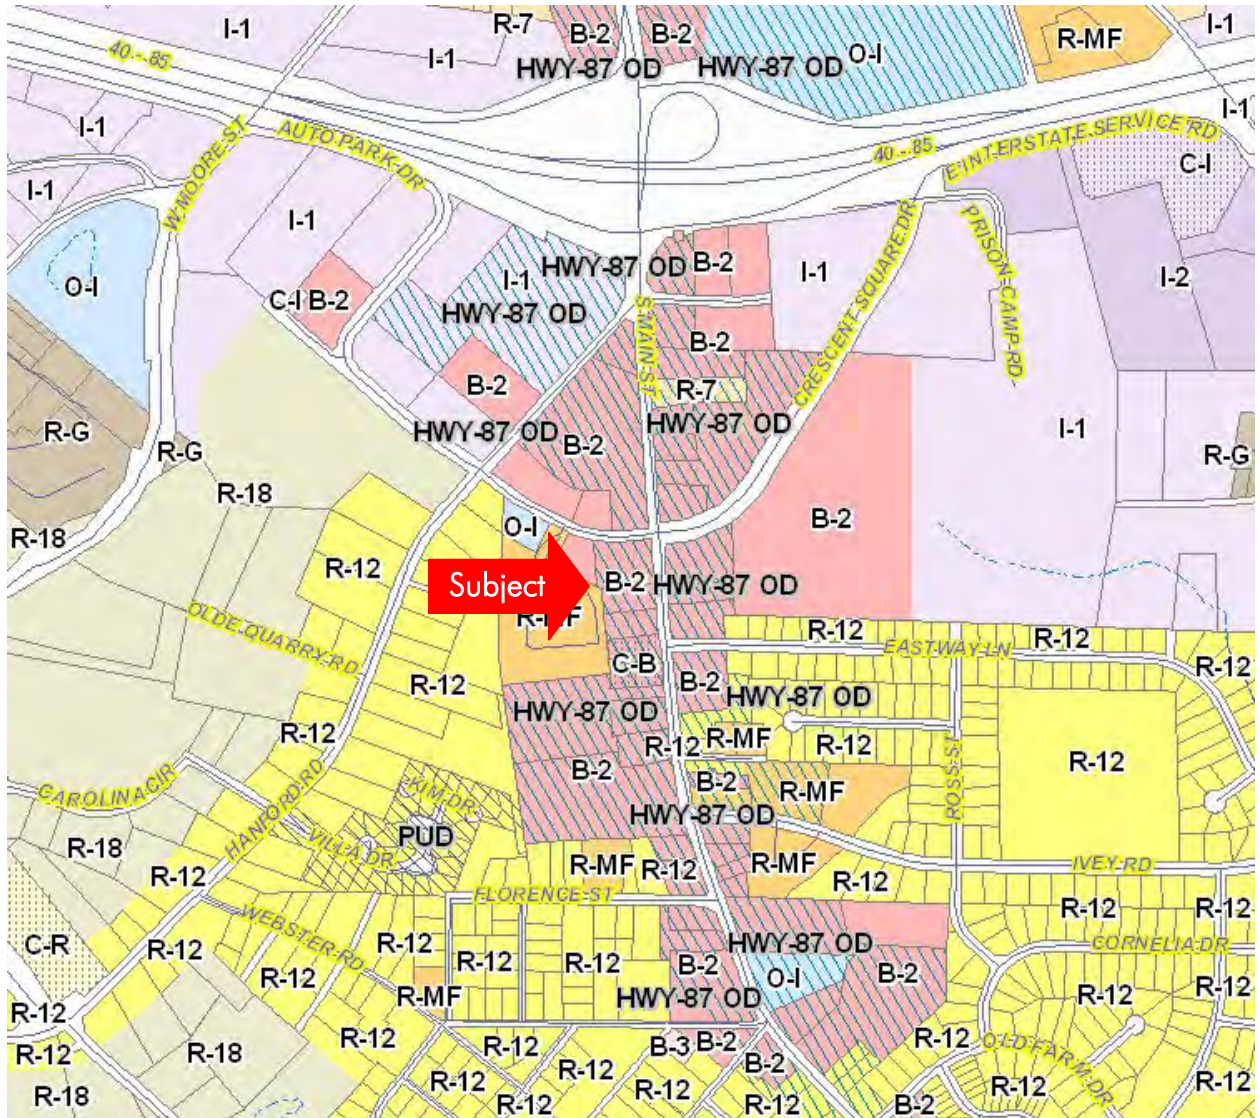 I-1
R-7
B-2
B-2
O-I
R-MF
I-1
40 - 85
I-1
HWY-87 OD
HWY-87 OD
I-1
I-1
W MOORE ST
AUTO PARK DR
40 - 85
E INTERSTATE SERVICE RD
C-I
I-1
I-1
PRISON CAMP RD
O-I
I-1
HWY-87 OD
B-2
I-1
I-2
C-I
B-2
HWY-87 OD
S MAIN ST
CRESCENT SQUARE DR
B-2
B-2
R-7
R-G
HWY-87 OD
B-2
HWY-87 OD
I-1
R-G
R-G
R-18
O-I
B-2
R-18
R-12
Subject
B-2
HWY-87 OD
R-MF
OLDE QUARRY RD
R-12
EASTWAY LN
R-12
R-12
C-B
R-12
B-2
HWY-87 OD
HWY-87 OD
R-12
R-12
R-MF
R-12
ROSS ST
R-12
B-2
CAROLINA CIR
HANFORD RD
KIM DR
B-2
R-MF
HWY-87 OD
VILLA DR
PUD
R-18
R-12
R-MF
R-12
R-MF
R-12
IVEY RD
FLORENCE ST
R-12
R-12
WEBSTER RD
C-R
R-12
R-12
R-12
R-12
HWY-87 OD
CORNELIA DR
R-12
B-2
O-I
B-2
R-MF
HWY-87 OD
R-12
R-12
R-12
R-12
R-18
R-12
R-12
B-3
B-2
B-2
R-12
OLD FARM DR
R-18
R-12
R-12
R-12
R-12
R-12
R-12
R-12
B-2